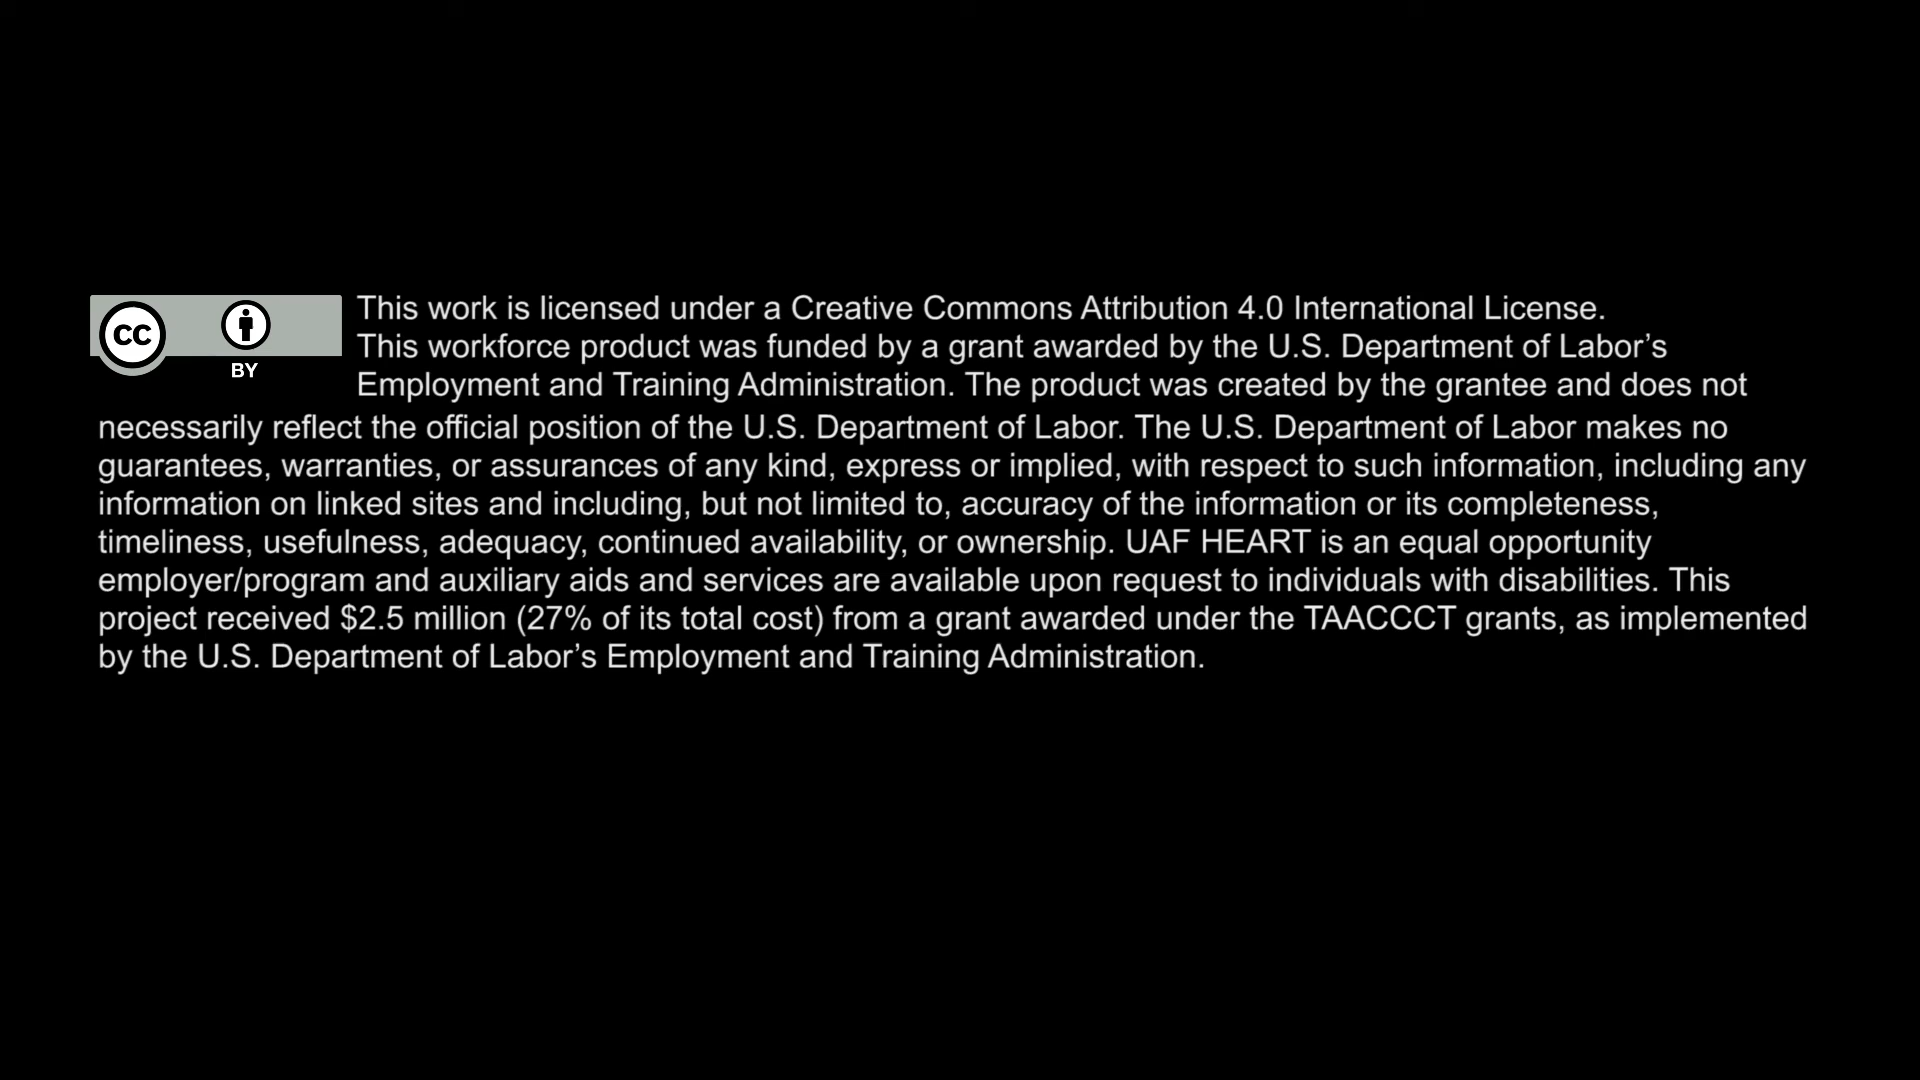 CC BY
This work is licensed under a Creative Commons Attribution 4.0 International License.
This workforce product was funded by a grant awarded by the U.S. Department of Labor’s
Employment and Training Administration. The product was created by the grantee and does not
necessarily reflect the official position of the U.S. Department of Labor. The U.S. Department of Labor makes no
guarantees, warranties, or assurances of any kind, express or implied, with respect to such information, including any
information on linked sites and including, but not limited to, accuracy of the information or its completeness,
timeliness, usefulness, adequacy, continued availability, or ownership. UAF HEART is an equal opportunity
employer/program and auxiliary aids and services are available upon request to individuals with disabilities. This
project received $2.5 million (27% of its total cost) from a grant awarded under the TAACCCT grants, as implemented
by the U.S. Department of Labor’s Employment and Training Administration.